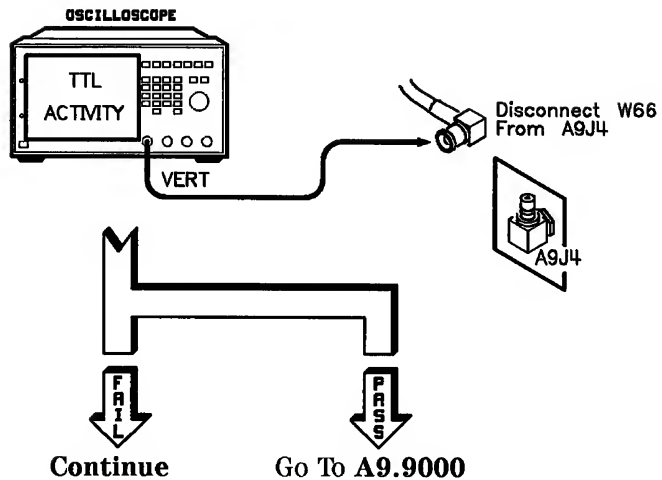 OSCILLOSCOPE
TTL
ACTIVITY
VERT
Disconnect W66
From A9J4
A9J4
FAIL
PASS
Continue
Go To A9.9000